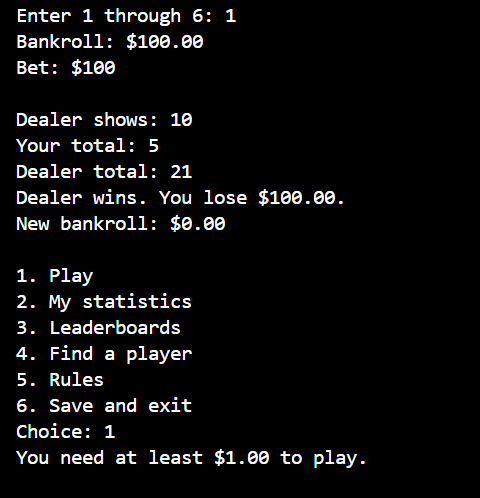 Enter 1 through 6: 1
Bankroll: $100.00
Bet: $100
Dealer shows: 10
Your total: 5
Dealer total: 21
Dealer wins. You lose $100.00.
New bankroll: $0.00
1. Play
2. My statistics
3. Leaderboards
4. Find a player
5. Rules
6. Save and exit
Choice: 1
You need at least $1.00 to play.